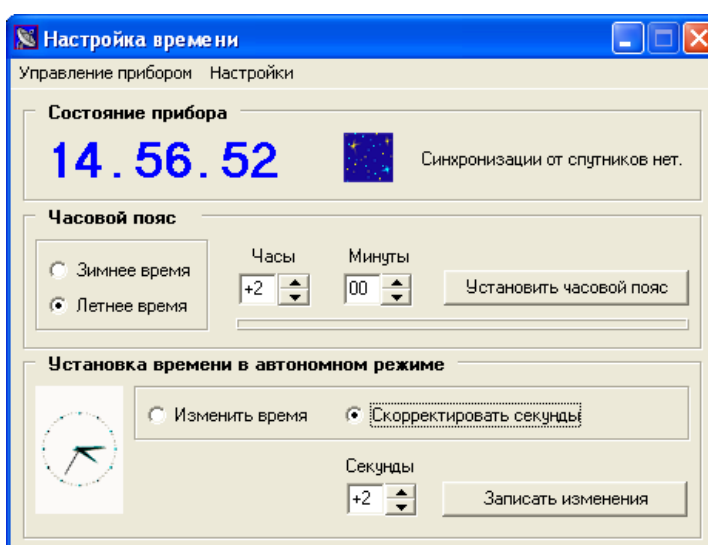 Настройка времени
Управление прибором Настройки
Состояние прибора
14.56.52 Синхронизации от спутников нет.
Часовой пояс
Часы Минуты
Зимнее время
+2 00 Установить часовой пояс
Летнее время
Установка времени в автономном режиме
Изменить время Скорректировать секунды
Секунды
+2 Записать изменения